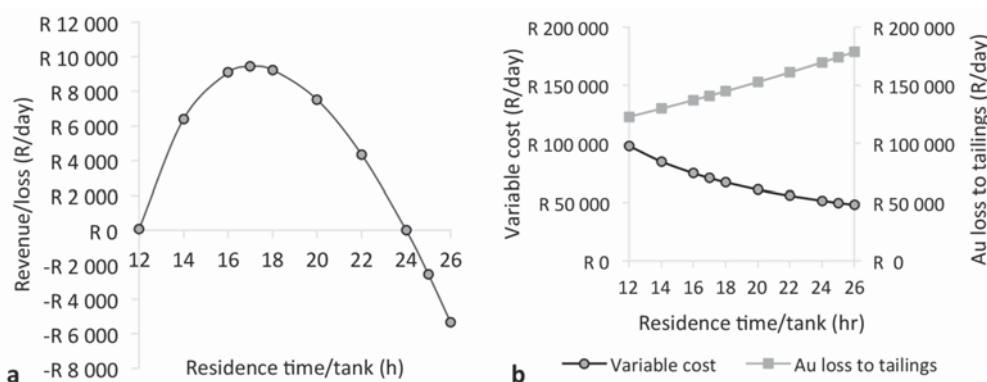 R 12 000
R 10 000
R 8 000
R 6 000
R 4 000
R 2 000
R 0
-R 2 000
-R 4 000
-R 6 000
-R 8 000
Revenue/loss (R/day)
12 14 16 18 20 22 24 26
Residence time/tank (h)
a
R 200 000
R 150 000
R 100 000
R 50 000
R 0
Variable cost (R/day)
R 200 000
R 150 000
R 100 000
R 50 000
R 0
Au loss to tailings (R/day)
12 14 16 18 20 22 24 26
Residence time/tank (hr)
b
Variable cost
Au loss to tailings